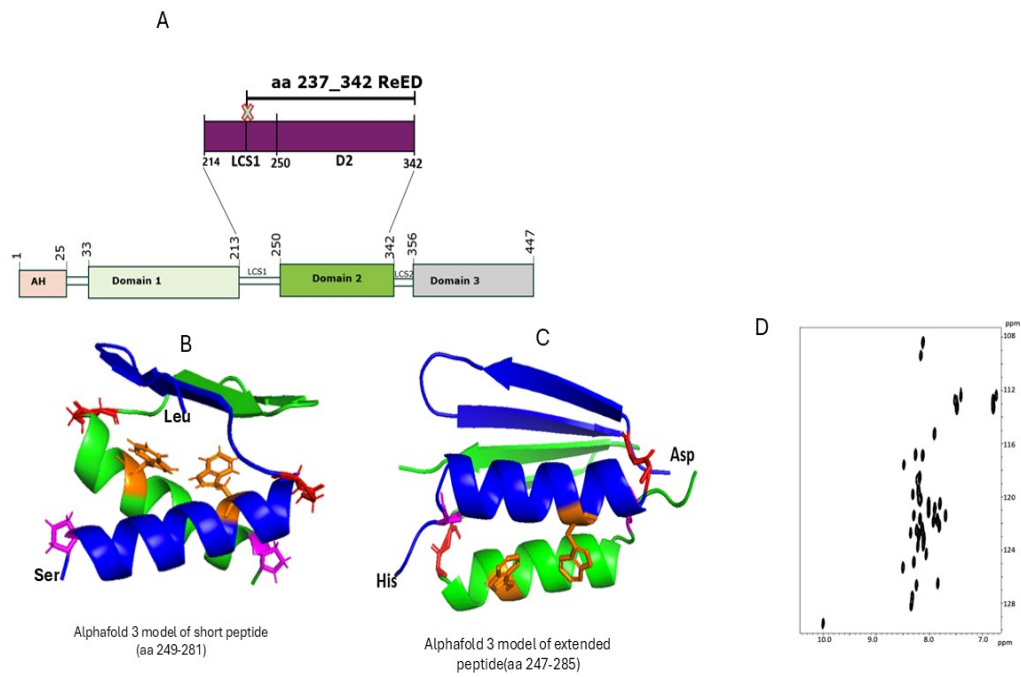 A
aa 237_342 ReED
214 LCS1 250 D2 342
1 25 33 213 250 342 356 447
AH Domain 1 LCS1 Domain 2 LCS2 Domain 3
B
Leu
Ser
Alphafold 3 model of short peptide
(aa 249-281)
C
Asp
His
Alphafold 3 model of extended
peptide(aa 247-285)
D
ppm
108
112
116
120
124
128
10.0 9.0 8.0 7.0 ppm